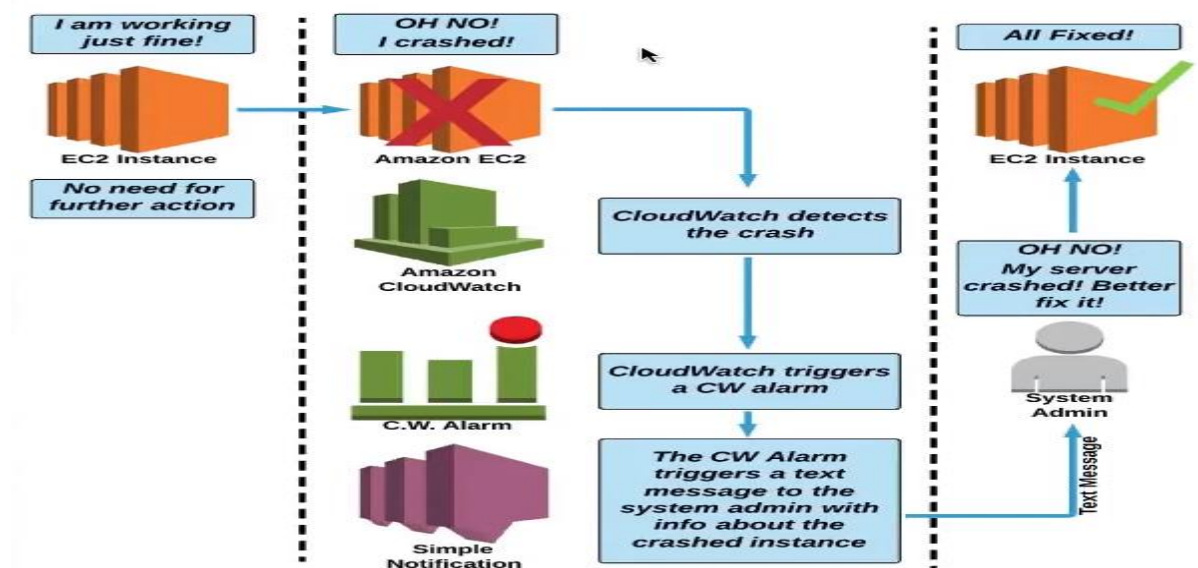 I am working
just fine!
EC2 Instance
No need for
further action
OH NO!
I crashed!
Amazon EC2
Amazon
CloudWatch
C.W. Alarm
Simple
Notification
CloudWatch detects
the crash
CloudWatch triggers
a CW alarm
The CW Alarm
triggers a text
message to the
system admin with
info about the
crashed instance
All Fixed!
EC2 Instance
OH NO!
My server
crashed! Better
fix it!
System
Admin
Text Message